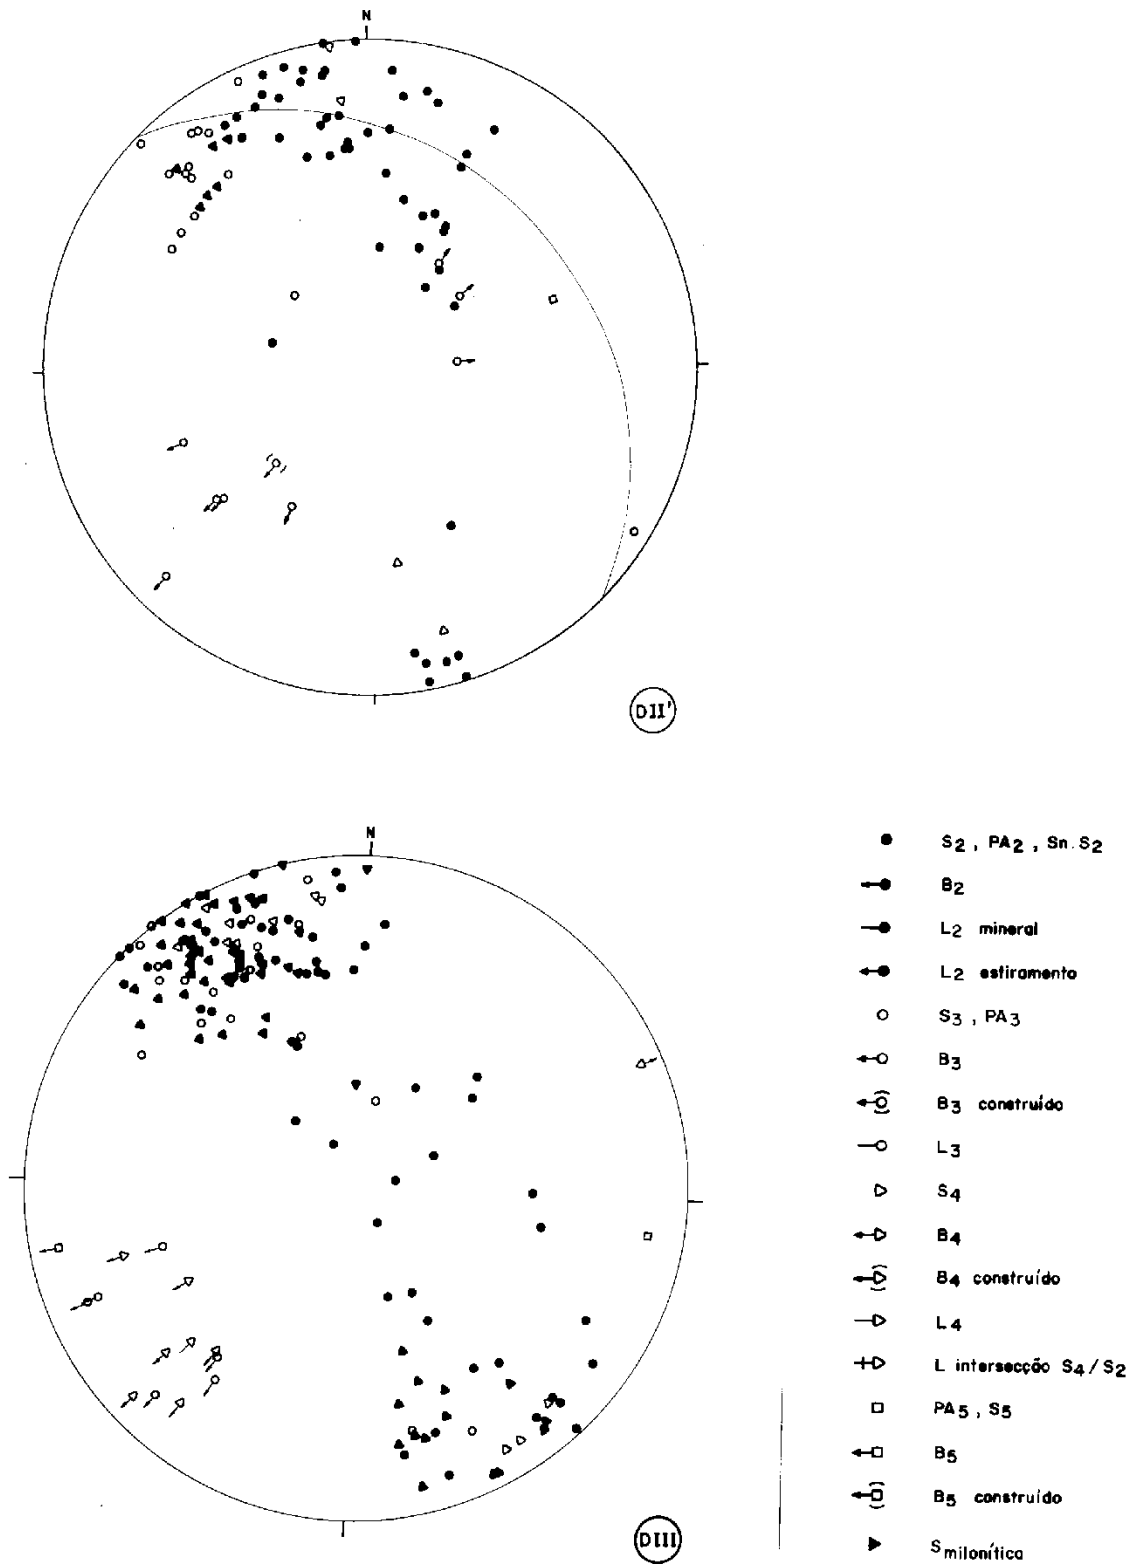 N
DII'
N
S2 , PA2 , Sn. S2
B2
L2 mineral
L2 estiramento
S3 , PA3
B3
B3 construído
L3
S4
B4
B4 construído
L4
L intersecção S4/S2
PA5 , S5
B5
B5 construído
S milonítica
DIII